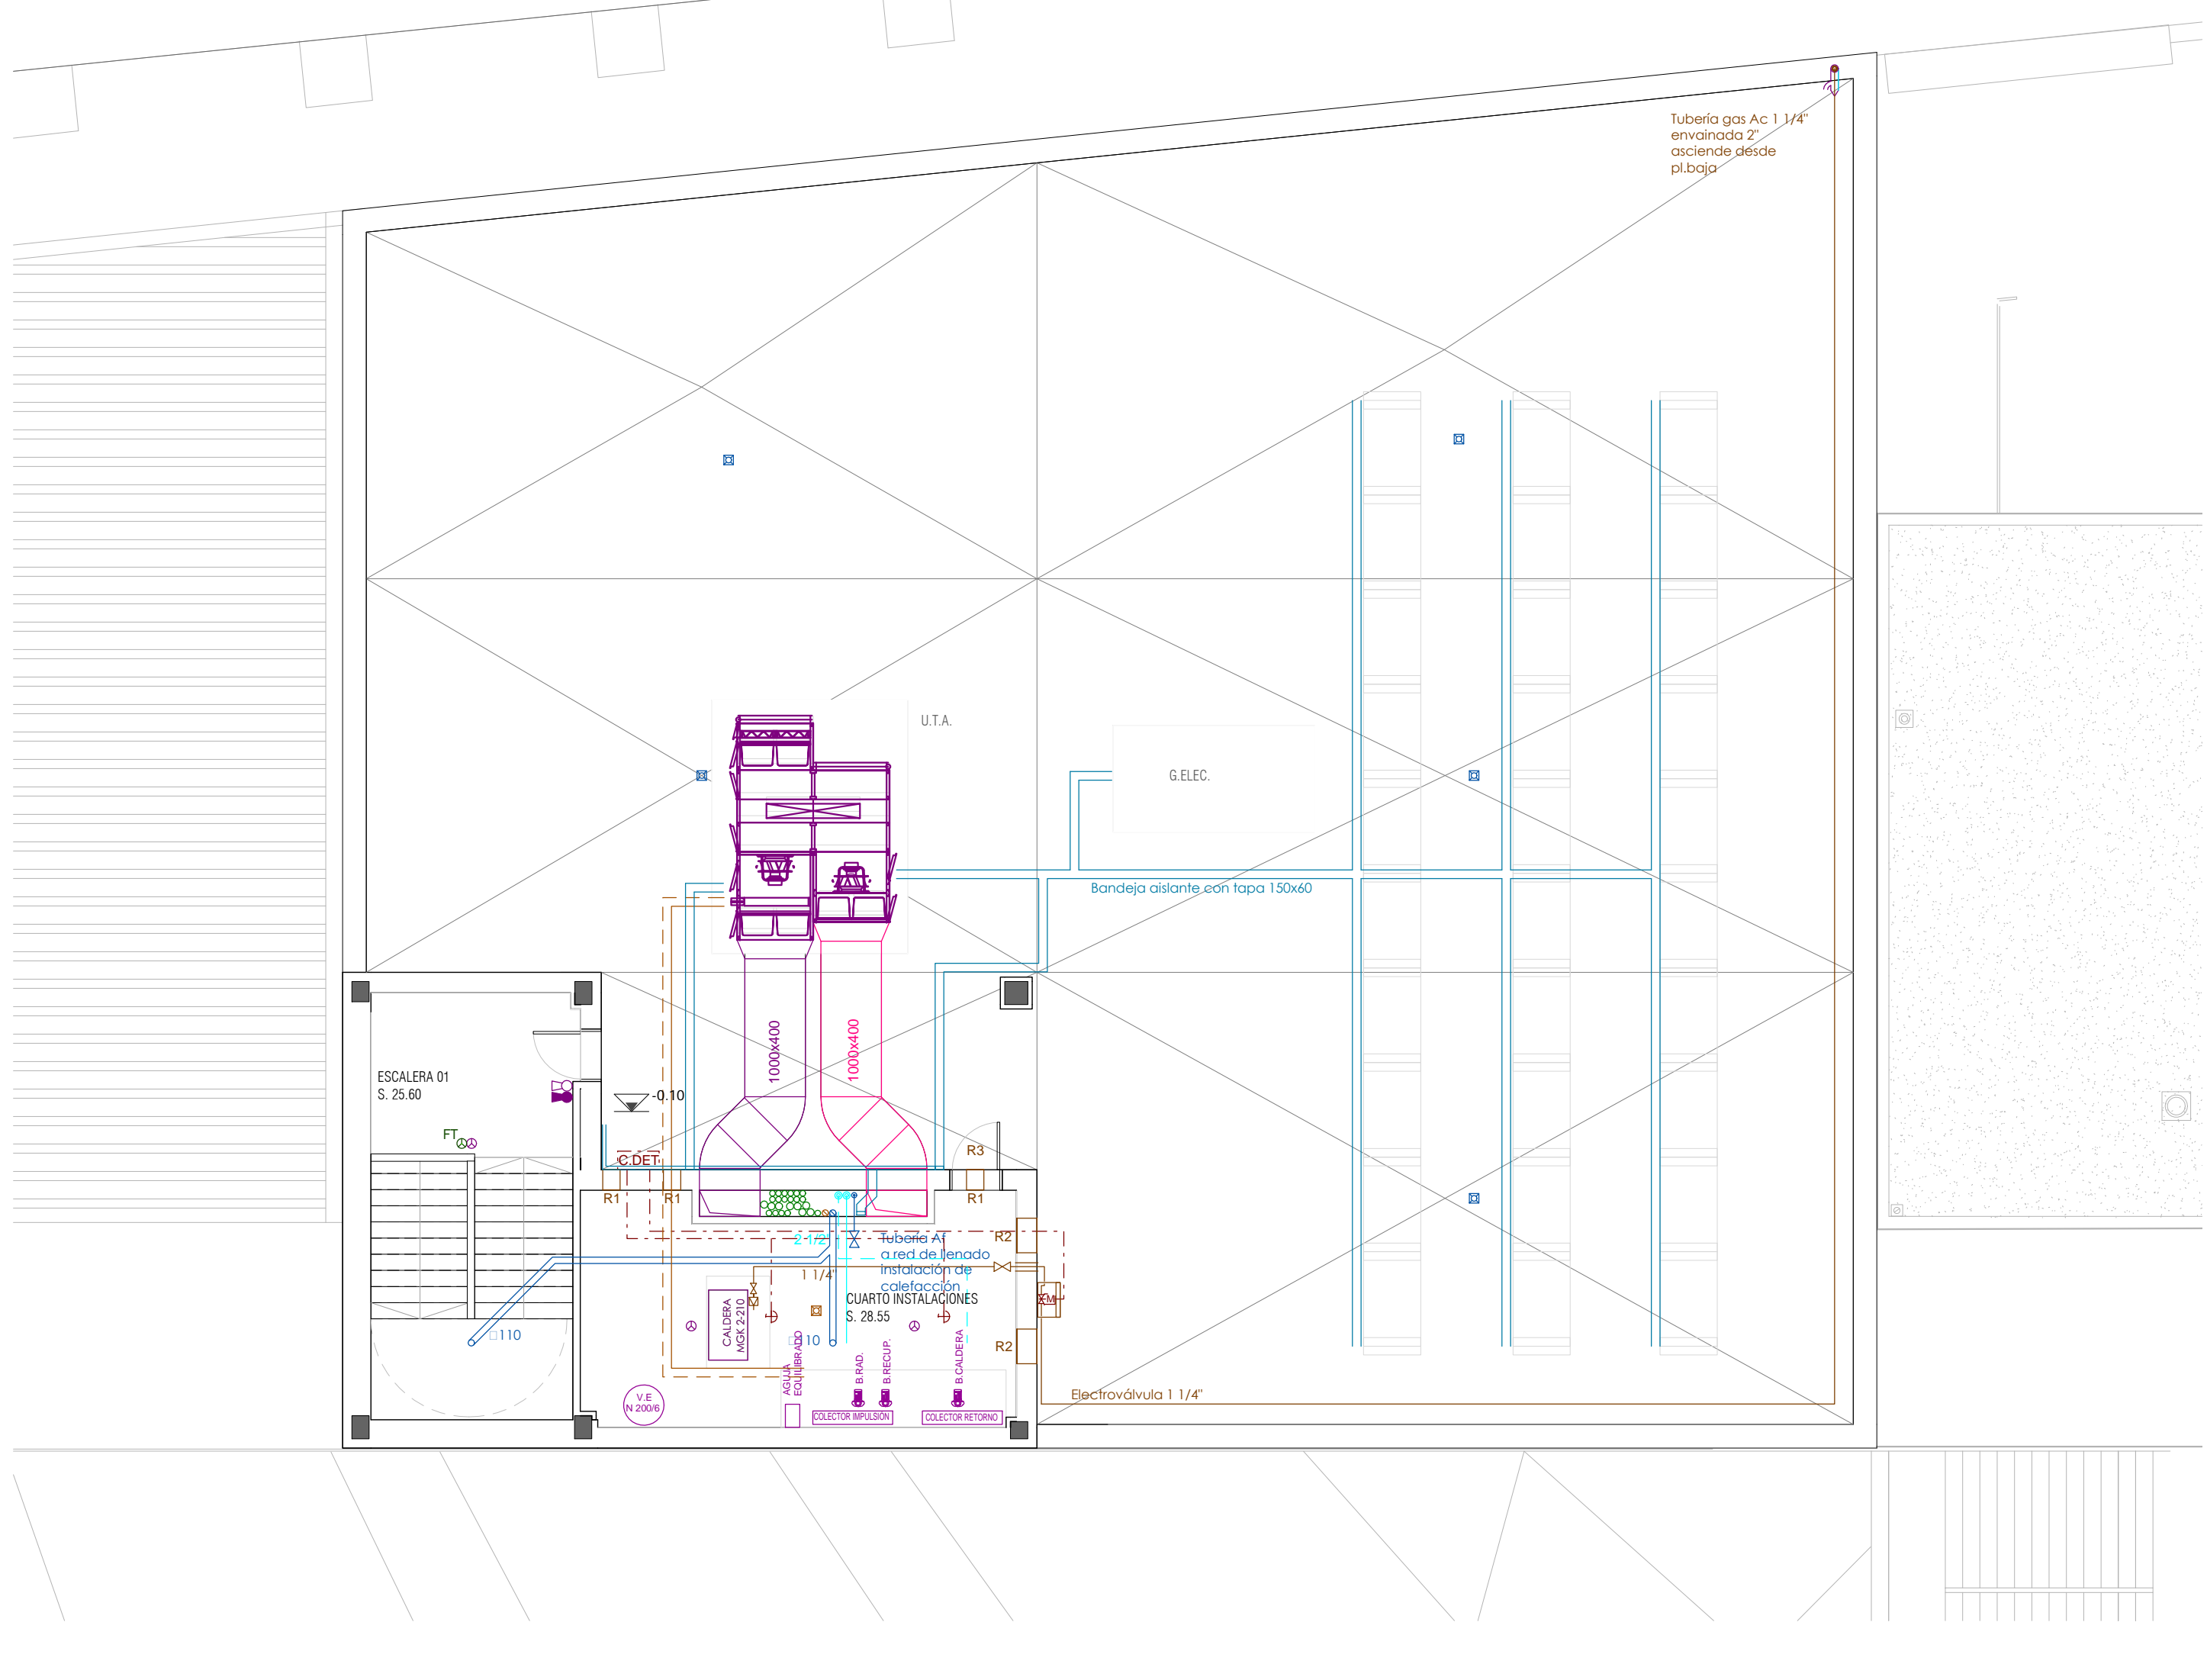 Tubería gas Ac 1 1/4"
envainada 2"
asciende desde
pl.baja
U.T.A.
G.ELEC.
Bandeja aislante con tapa 150x60
1000x400
1000x400
ESCALERA 01
S. 25.60
-0.10
FT
C.DET
R3
R1
R1
R1
R2
2 1/2"
Tubería Af
a red de llenado
instalación de
calefacción
1 1/4"
CUARTO INSTALACIONES
S. 28.55
M
CALDERA
MGK 2-210
□110
□110
R2
AGUJA
EQUILIBRADO
B.RAD.
B.RECUP.
B.CALDERA
V.E
N 200/6
COLECTOR IMPULSIÓN
COLECTOR RETORNO
Electroválvula 1 1/4"